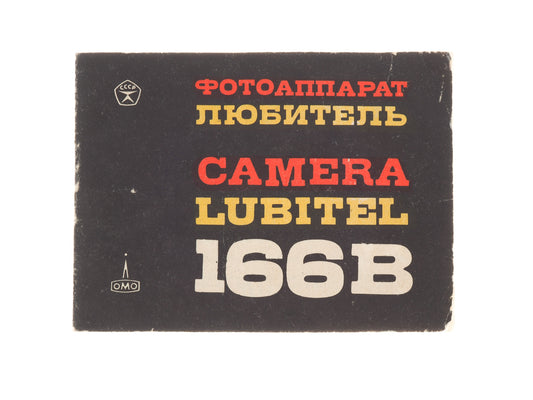 СССР
ФОТОАППАРАТ
ЛЮБИТЕЛЬ
CAMERA
LUBITEL
166B
ОМО